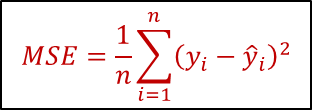 MSE = \frac{1}{n} \sum_{i=1}^{n} (y_i - \hat{y}_i)^2